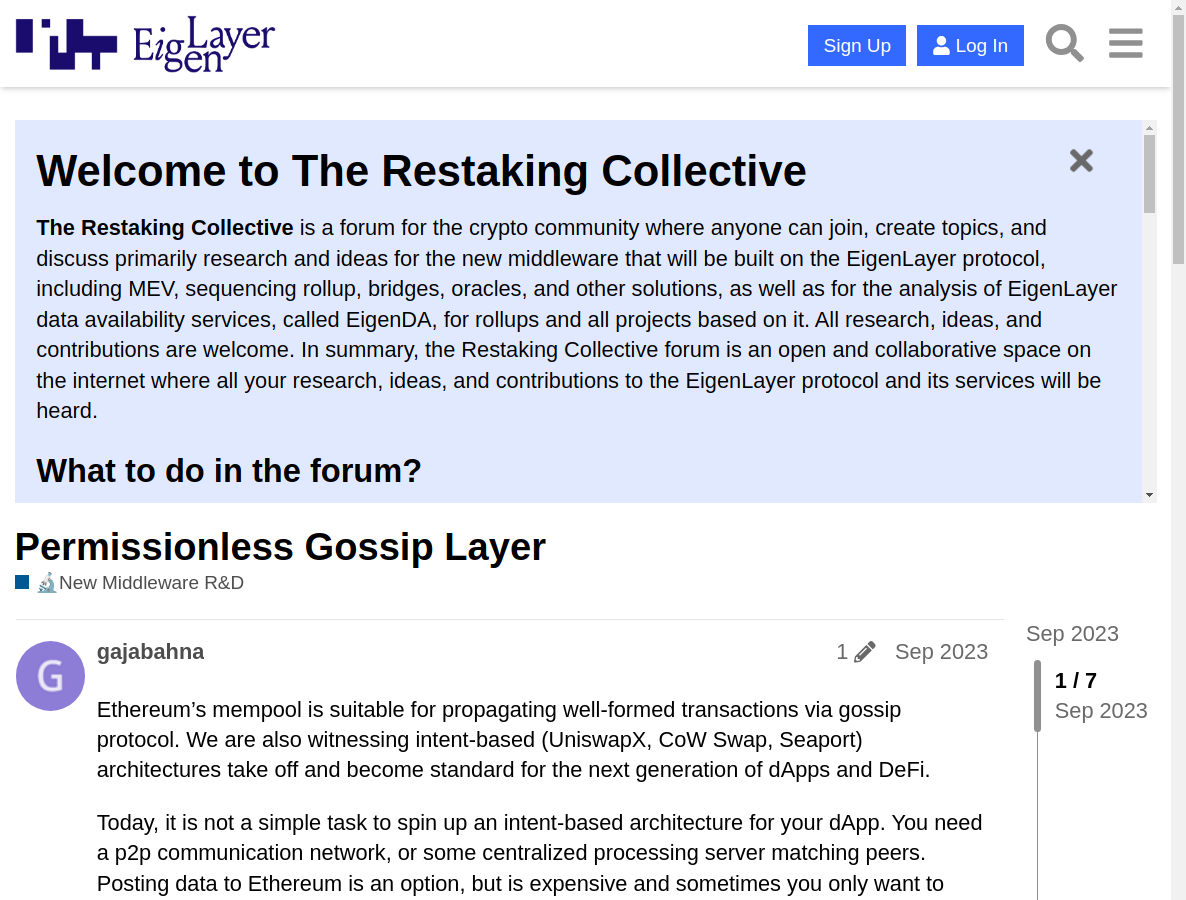 EigenLayer
Sign Up
Log In
Welcome to The Restaking Collective
The Restaking Collective is a forum for the crypto community where anyone can join, create topics, and
discuss primarily research and ideas for the new middleware that will be built on the EigenLayer protocol,
including MEV, sequencing rollup, bridges, oracles, and other solutions, as well as for the analysis of EigenLayer
data availability services, called EigenDA, for rollups and all projects based on it. All research, ideas, and
contributions are welcome. In summary, the Restaking Collective forum is an open and collaborative space on
the internet where all your research, ideas, and contributions to the EigenLayer protocol and its services will be
heard.
What to do in the forum?
Permissionless Gossip Layer
New Middleware R&D
G
gajabahna
1
Sep 2023
Ethereum’s mempool is suitable for propagating well-formed transactions via gossip
protocol. We are also witnessing intent-based (UniswapX, CoW Swap, Seaport)
architectures take off and become standard for the next generation of dApps and DeFi.
Today, it is not a simple task to spin up an intent-based architecture for your dApp. You need
a p2p communication network, or some centralized processing server matching peers.
Posting data to Ethereum is an option, but is expensive and sometimes you only want to
Sep 2023
1 / 7
Sep 2023